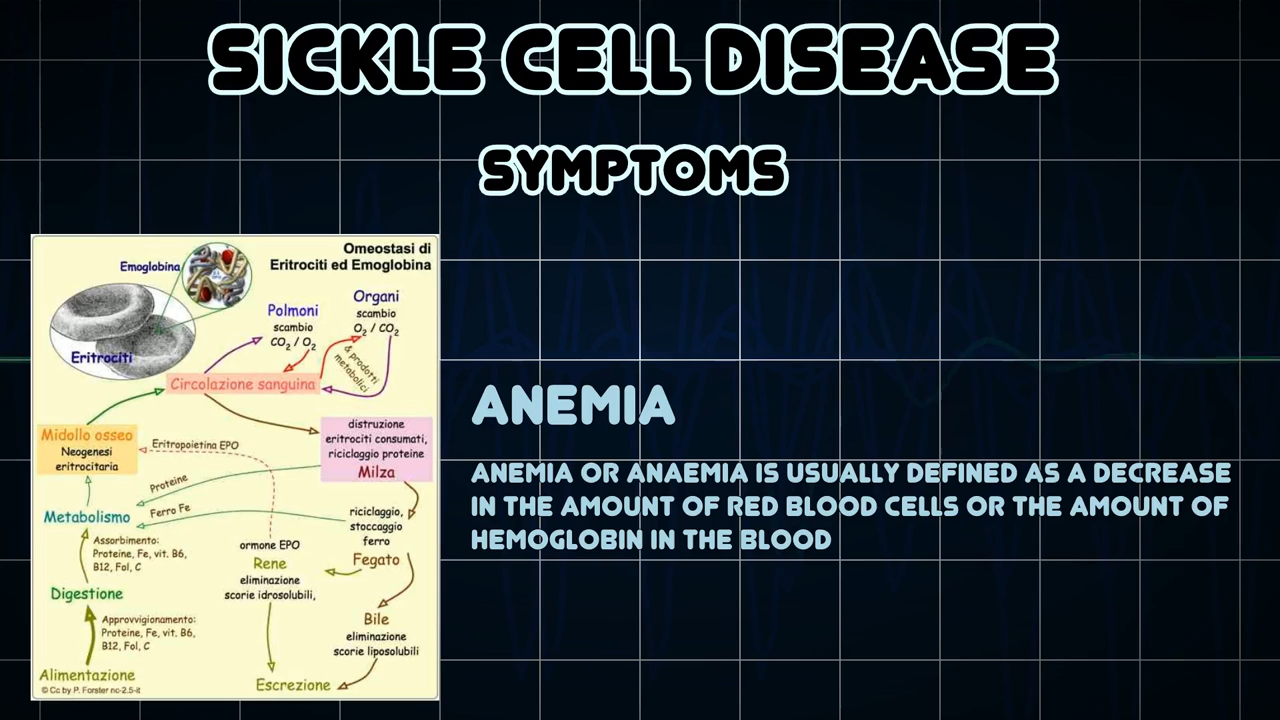 SICKLE CELL DISEASE
SYMPTOMS
Omeostasi di
Eritrociti ed Emoglobina
Emoglobina
Eritrociti
Polmoni
scambio
CO2 / O2
Organi
scambio
O2 / CO2
& prodotti
metabolici
Circolazione sanguina
Midollo osseo
Neogenesi
eritrocitaria
Eritropoietina EPO
distruzione
eritrociti consumati,
riciclaggio proteine
Milza
Proteine
Ferro Fe
Metabolismo
riciclaggio,
stoccaggio
ferro
Fegato
Assorbimento:
Proteine, Fe, vit. B6,
B12, Fol, C
ormone EPO
Rene
eliminazione
scorie idrosolubili,
Digestione
Approvvigionamento:
Proteine, Fe, vit. B6,
B12, Fol, C
Bile
eliminazione
scorie liposolubili
Alimentazione
Escrezione
© Cc by P. Forster nc-2.5-it
ANEMIA
ANEMIA OR ANAEMIA IS USUALLY DEFINED AS A DECREASE
IN THE AMOUNT OF RED BLOOD CELLS OR THE AMOUNT OF
HEMOGLOBIN IN THE BLOOD